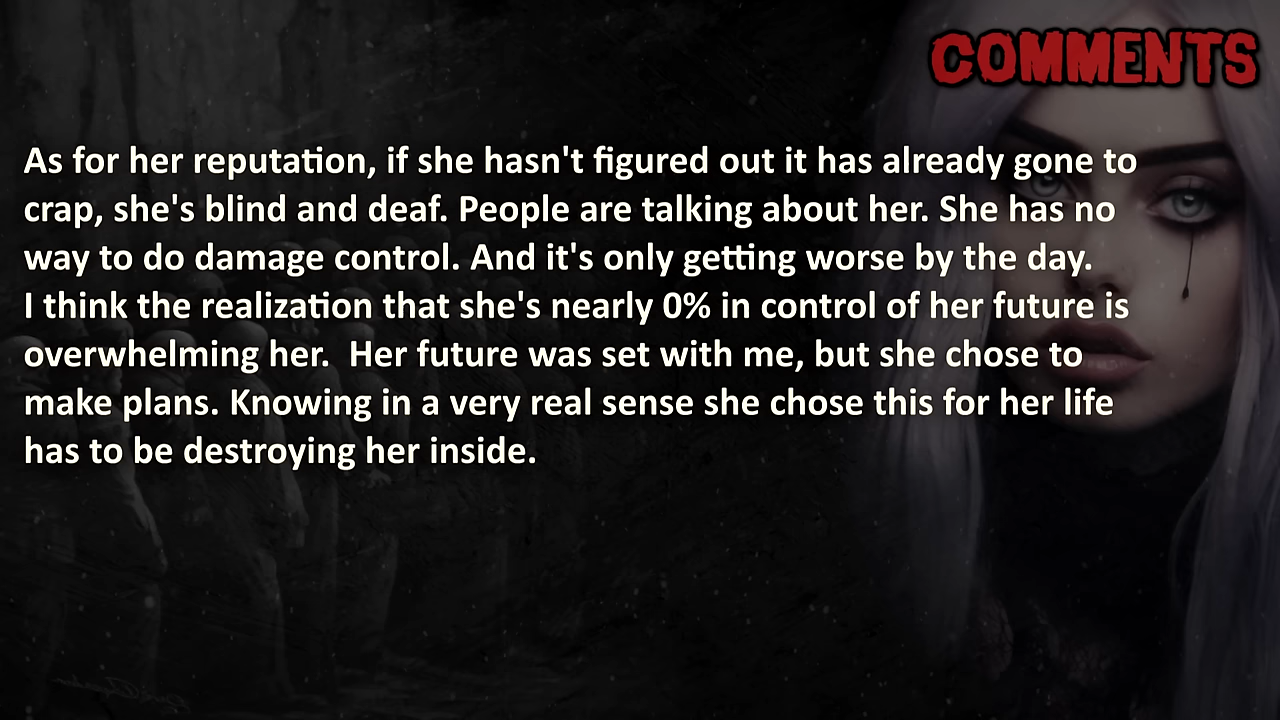 COMMENTS
As for her reputation, if she hasn't figured out it has already gone to
crap, she's blind and deaf. People are talking about her. She has no
way to do damage control. And it's only getting worse by the day.
I think the realization that she's nearly 0% in control of her future is
overwhelming her.  Her future was set with me, but she chose to
make plans. Knowing in a very real sense she chose this for her life
has to be destroying her inside.